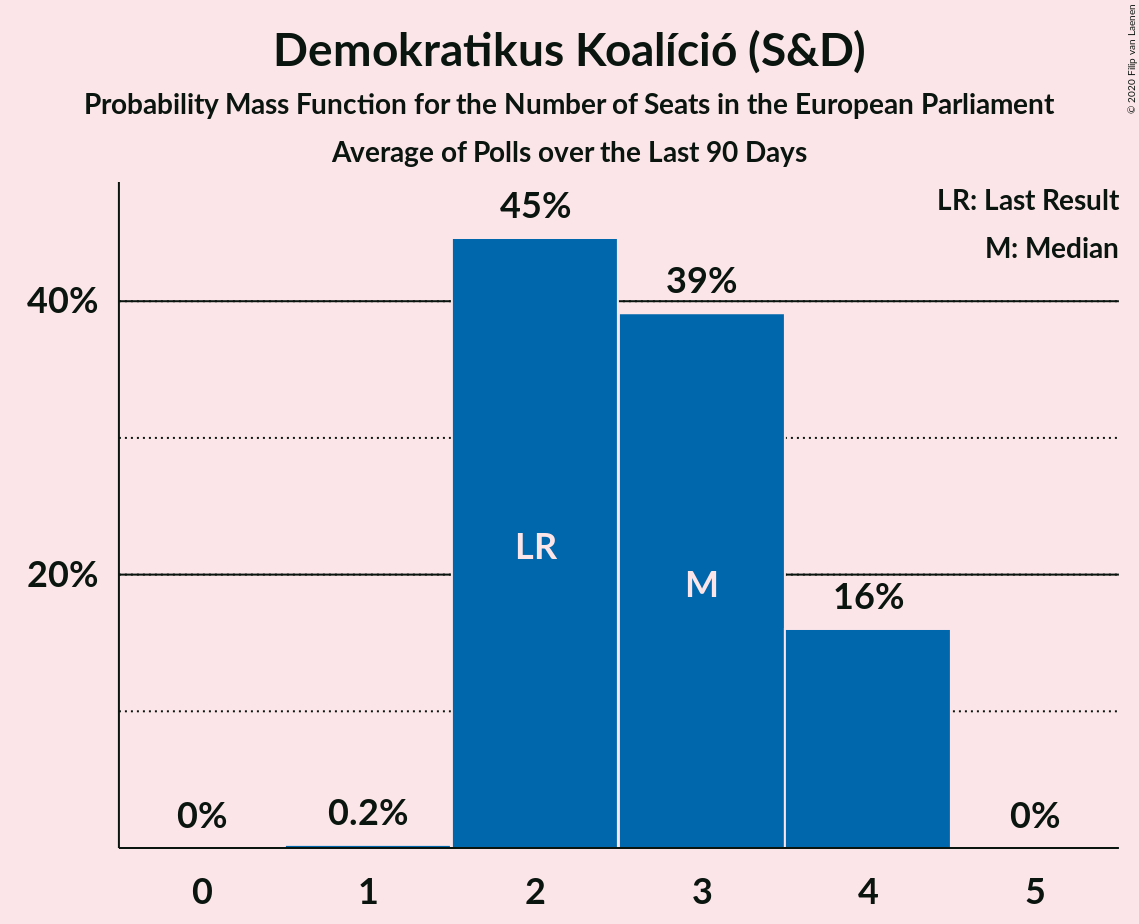 Demokratikus Koalíció (S&D)
Probability Mass Function for the Number of Seats in the European Parliament
Average of Polls over the Last 90 Days
© 2020 Filip van Laenen
LR: Last Result
M: Median
45%
39%
40%
LR
M
20%
16%
0%
0.2%
0%
0 1 2 3 4 5